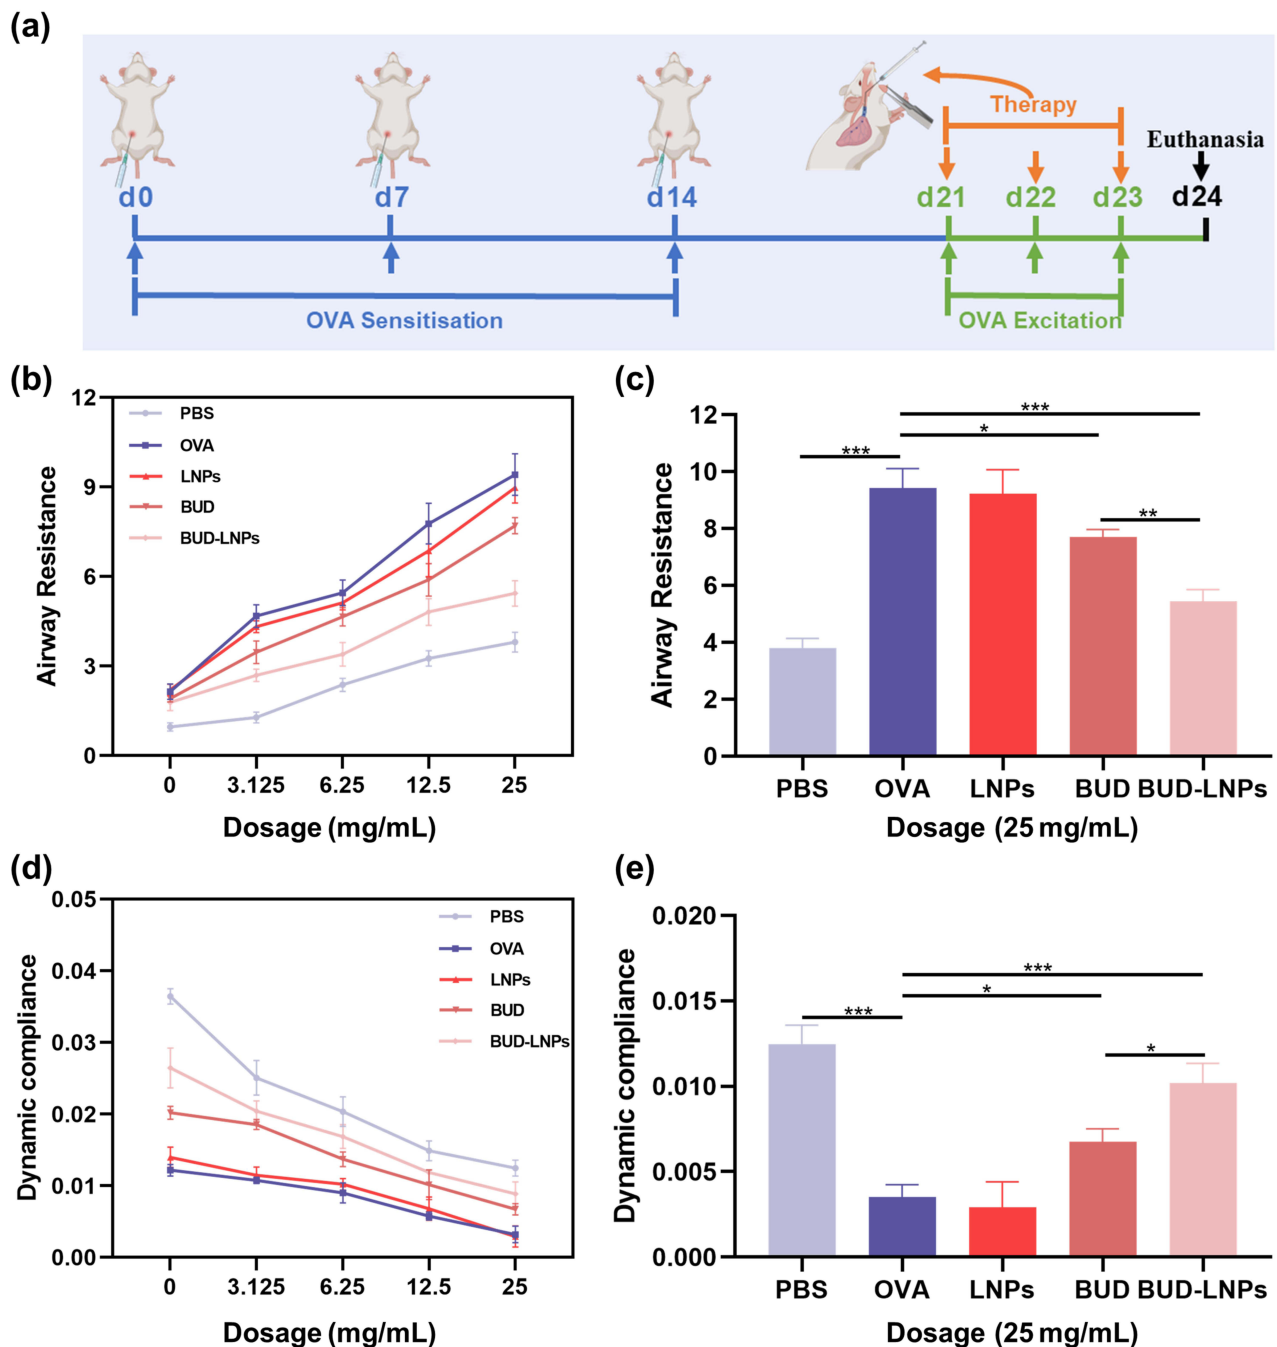 (a)
Therapy
Euthanasia
d0 d7 d14 d21 d22 d23 d24
OVA Sensitisation OVA Excitation
(b)
12
9
6
3
0
Airway Resistance
PBS
OVA
LNPs
BUD
BUD-LNPs
0 3.125 6.25 12.5 25
Dosage (mg/mL)
(c)
12
10
8
6
4
2
0
Airway Resistance
***
*
***
**
PBS OVA LNPs BUD BUD-LNPs
Dosage (25 mg/mL)
(d)
0.05
0.04
0.03
0.02
0.01
0.00
Dynamic compliance
PBS
OVA
LNPs
BUD
BUD-LNPs
0 3.125 6.25 12.5 25
Dosage (mg/mL)
(e)
0.020
0.015
0.010
0.005
0.000
Dynamic compliance
***
*
***
*
PBS OVA LNPs BUD BUD-LNPs
Dosage (25 mg/mL)